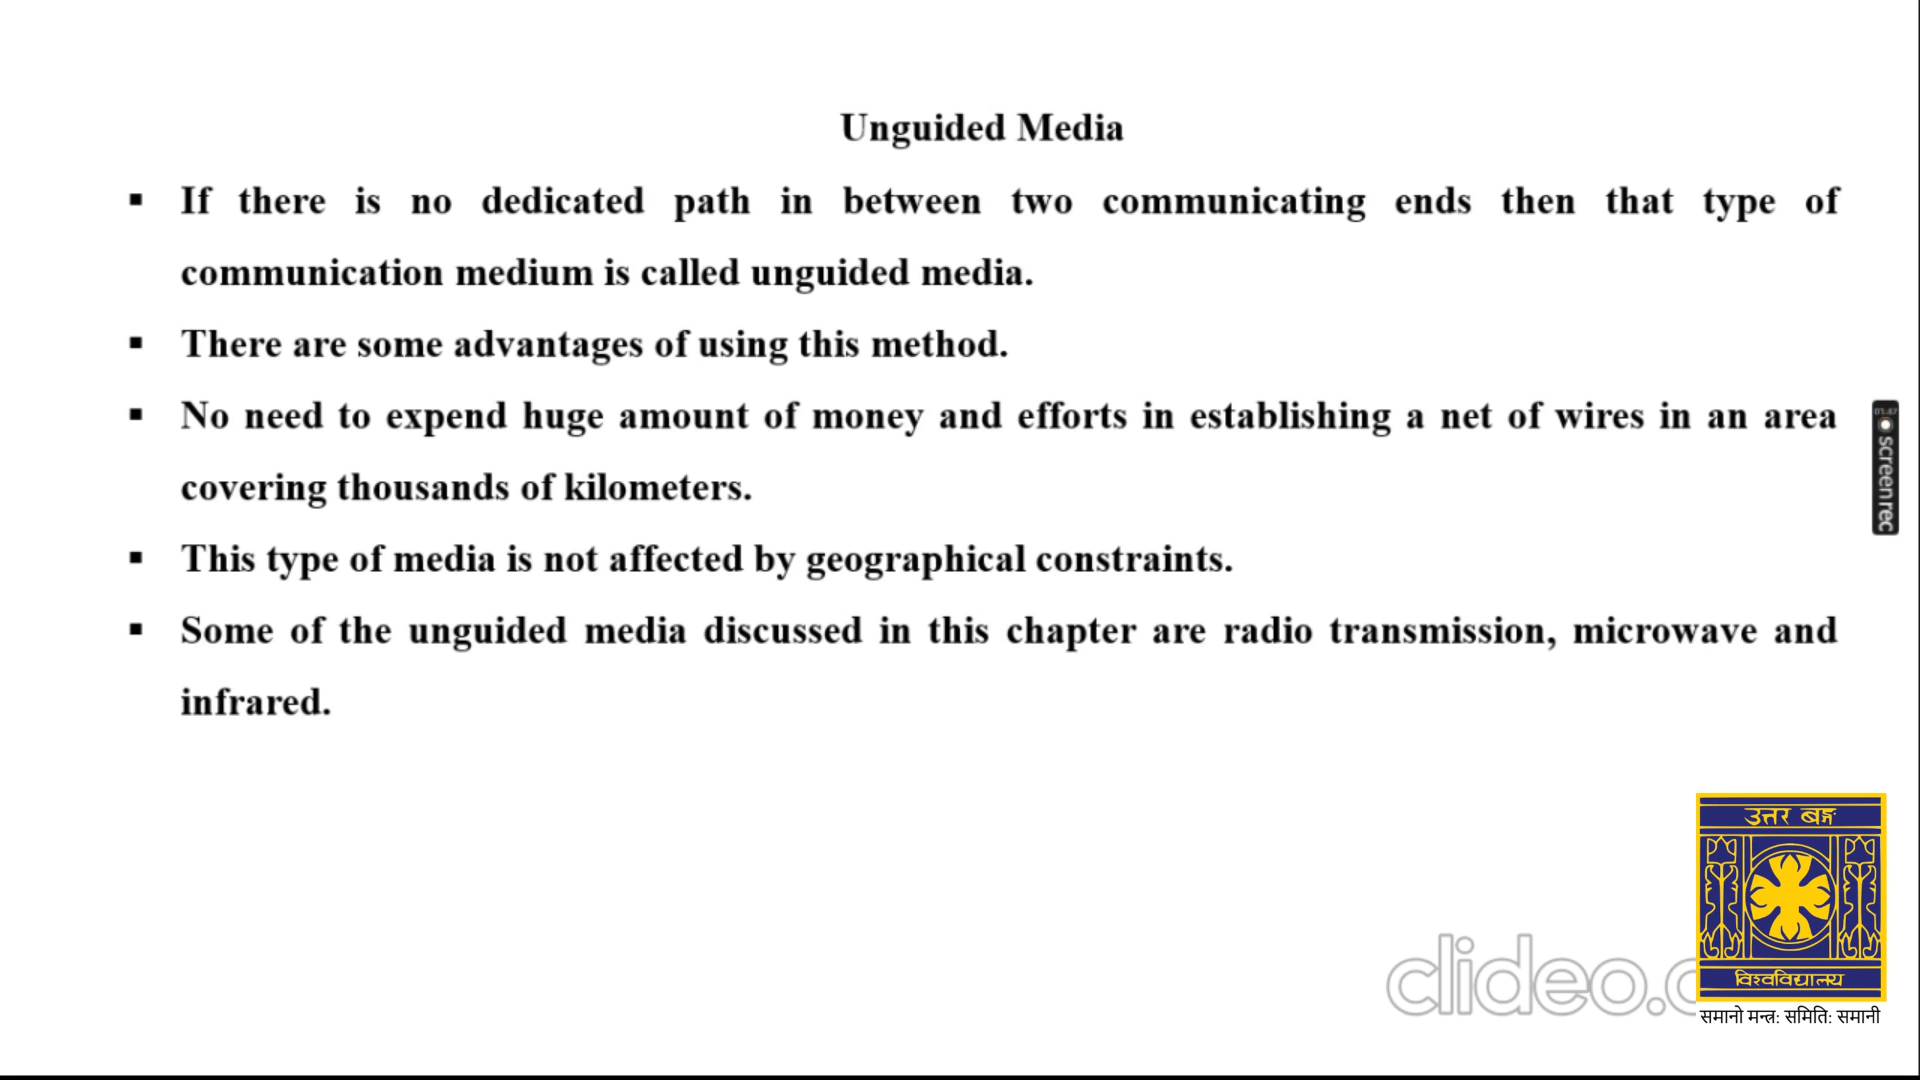 Unguided Media
▪ If there is no dedicated path in between two communicating ends then that type of
communication medium is called unguided media.
▪ There are some advantages of using this method.
▪ No need to expend huge amount of money and efforts in establishing a net of wires in an area
covering thousands of kilometers.
▪ This type of media is not affected by geographical constraints.
▪ Some of the unguided media discussed in this chapter are radio transmission, microwave and
infrared.
screenrec
उत्तर बङ्ग
विश्वविद्यालय
clideo.c
समानो मन्त्र: समिति: समानी